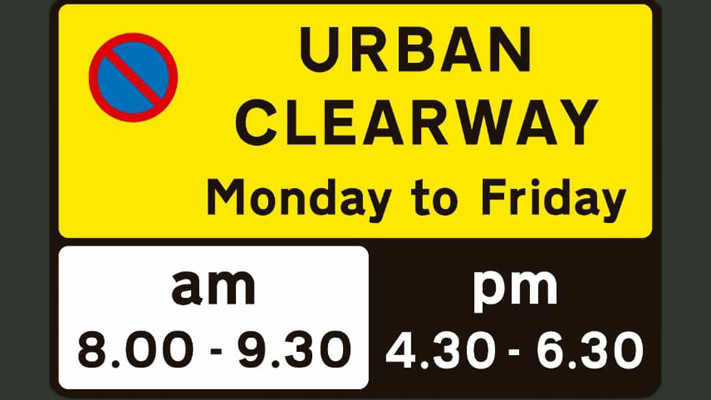 URBAN
CLEARWAY
Monday to Friday
am
8.00 - 9.30
pm
4.30 - 6.30